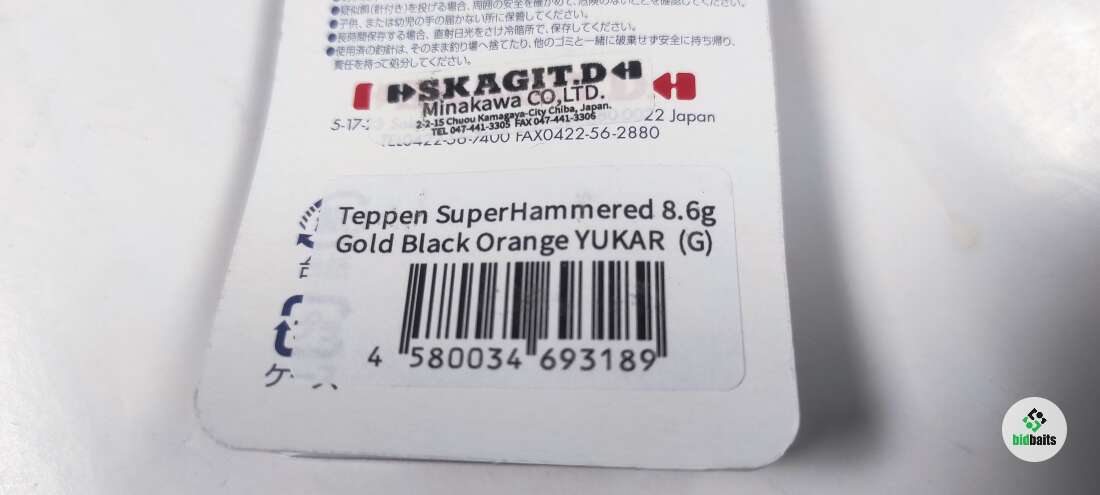 ●疑似餌(針付き)を投げる場合、周囲の安全を確かめて、危険のないことを確認してください。
●子供、または幼児の手の届かない所に保管してください。
●長時間保存する場合、直射日光をさけ冷暗所で、保存してください。
●使用済の釣針は、そのまま釣り場へ捨てたり、他のゴミと一緒に破棄せず安全に持ち帰り、
責任を持って処分してください。
SKAGIT.D
Minakawa CO,LTD.
2-2-15 Chuou Kamagaya-City Chiba, Japan.
TEL 047-441-3305 FAX 047-441-3306
5-17- 22 Japan
FAX0422-56-2880
Teppen SuperHammered 8.6g
Gold Black Orange YUKAR (G)
4 580034 693189
bidbaits